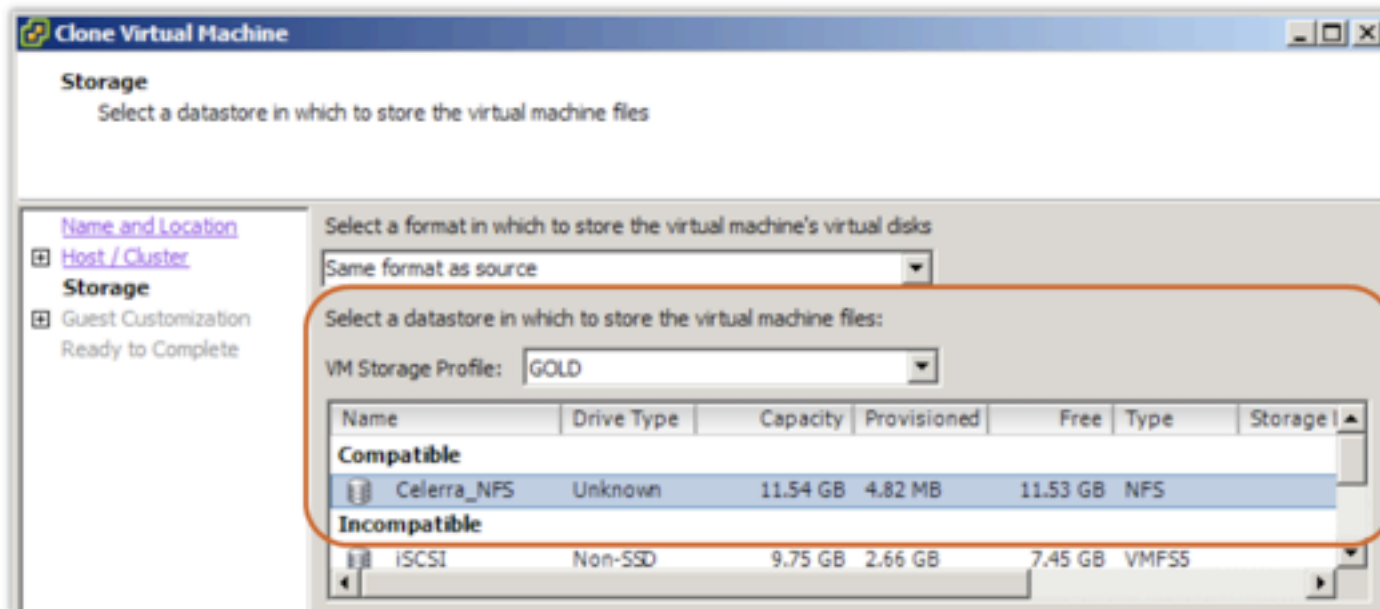 Clone Virtual Machine
Storage
Select a datastore in which to store the virtual machine files
Name and Location
Host / Cluster
Storage
Guest Customization
Ready to Complete
Select a format in which to store the virtual machine's virtual disks
Same format as source
Select a datastore in which to store the virtual machine files:
VM Storage Profile: GOLD
Name Drive Type Capacity Provisioned Free Type Storage
Compatible
Celerra_NFS Unknown 11.54 GB 4.82 MB 11.53 GB NFS
Incompatible
iSCSI Non-SSD 9.75 GB 2.66 GB 7.45 GB VMFS5